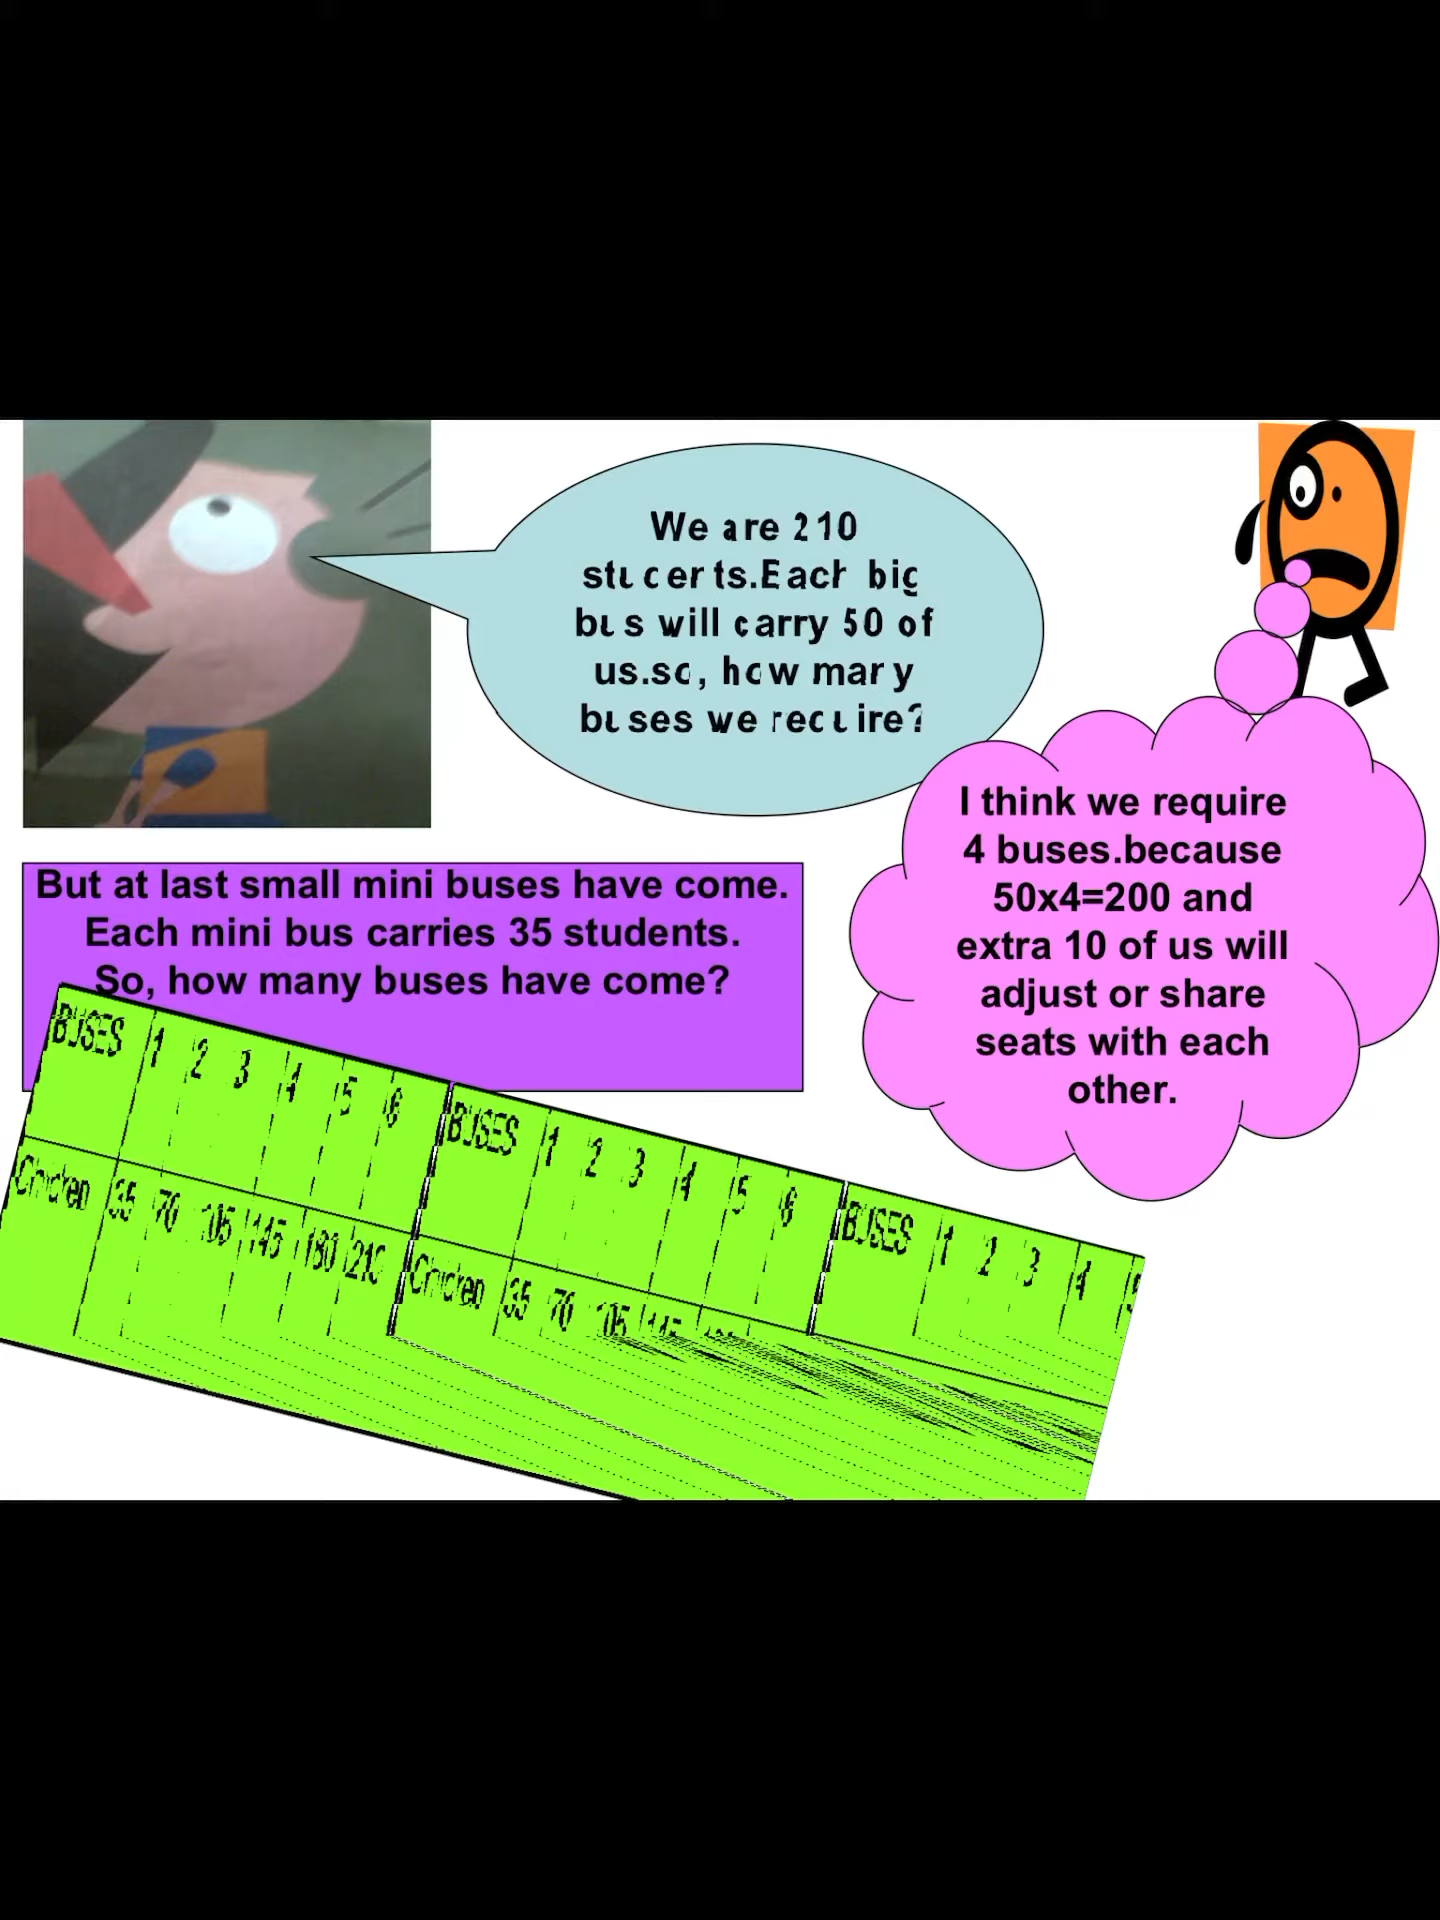 We are 210
students.Each big
bus will carry 50 of
us.so, how many
buses we require?
I think we require
4 buses.because
50x4=200 and
extra 10 of us will
adjust or share
seats with each
other.
But at last small mini buses have come.
Each mini bus carries 35 students.
So, how many buses have come?
BUSES 1 2 3 4 5 6
Children 35 70 105 145 180 210
BUSES 1 2 3 4 5 6
Children 35 70 105
BUSES 1 2 3 4